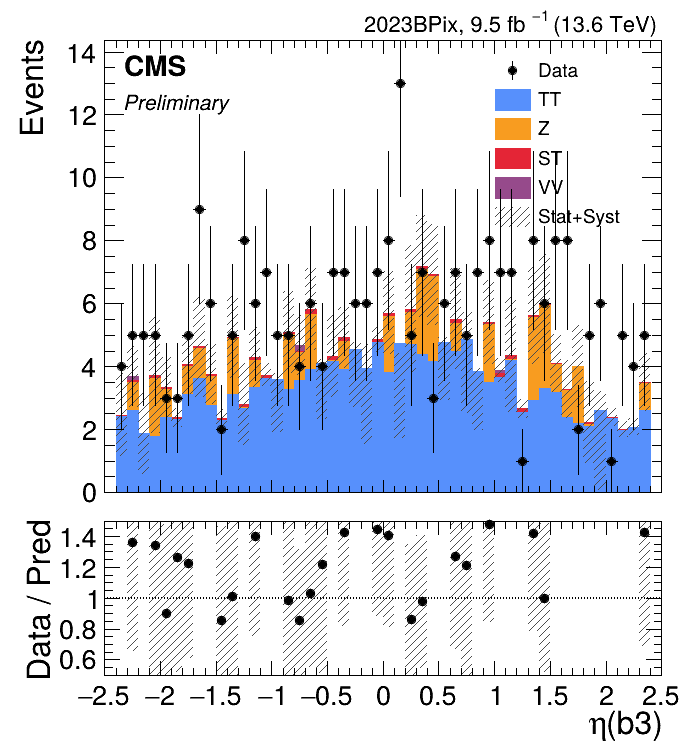 2023BPix, 9.5 fb⁻¹ (13.6 TeV)
CMS
Preliminary
Events
14
12
10
8
6
4
2
0
Data
TT
Z
ST
VV
Stat+Syst
Data / Pred
1.4
1.2
1
0.8
0.6
−2.5 −2 −1.5 −1 −0.5 0 0.5 1 1.5 2 2.5
η(b3)